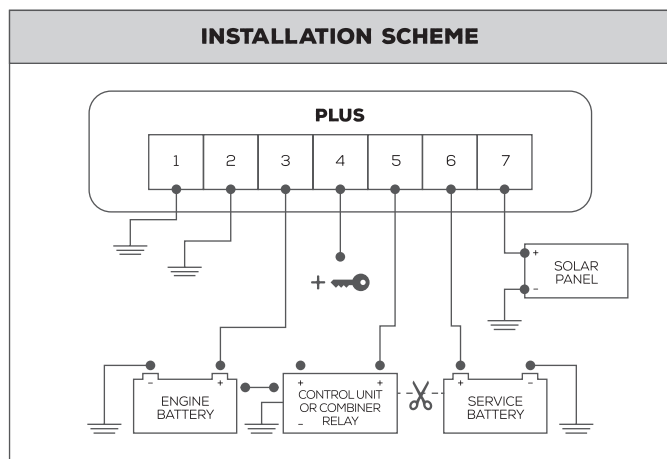 INSTALLATION SCHEME
PLUS
1 2 3 4 5 6 7
+
+
SOLAR
PANEL
-
- +
ENGINE
BATTERY
+ +
CONTROL UNIT
OR COMBINER
RELAY
-
+ -
SERVICE
BATTERY